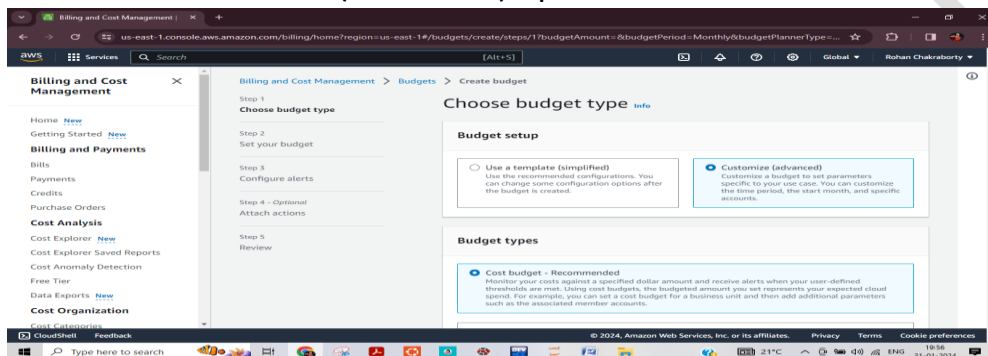 Billing and Cost Management |
us-east-1.console.aws.amazon.com/billing/home?region=us-east-1#/budgets/create/steps/1?budgetAmount=&budgetPeriod=Monthly&budgetPlannerType=...
aws Services Search [Alt+S] Global Rohan Chakraborty
Billing and Cost Management
Home New
Getting Started New
Billing and Payments
Bills
Payments
Credits
Purchase Orders
Cost Analysis
Cost Explorer New
Cost Explorer Saved Reports
Cost Anomaly Detection
Free Tier
Data Exports New
Cost Organization
Cost Categories
Billing and Cost Management > Budgets > Create budget
Step 1
Choose budget type
Step 2
Set your budget
Step 3
Configure alerts
Step 4 - Optional
Attach actions
Step 5
Review
Choose budget type Info
Budget setup
Use a template (simplified)
Use the recommended configurations. You
can change some configuration options after
the budget is created.
Customize (advanced)
Customize a budget to set parameters
specific to your use case. You can customize
the time period, the start month, and specific
accounts.
Budget types
Cost budget - Recommended
Monitor your costs against a specified dollar amount and receive alerts when your user-defined
thresholds are met. Using cost budgets, the budgeted amount you set represents your expected cloud
spend. For example, you can set a cost budget for a business unit and then add additional parameters
such as the associated member accounts.
CloudShell Feedback © 2024, Amazon Web Services, Inc. or its affiliates. Privacy Terms Cookie preferences
Type here to search 21°C ENG 19:56
31-01-2024